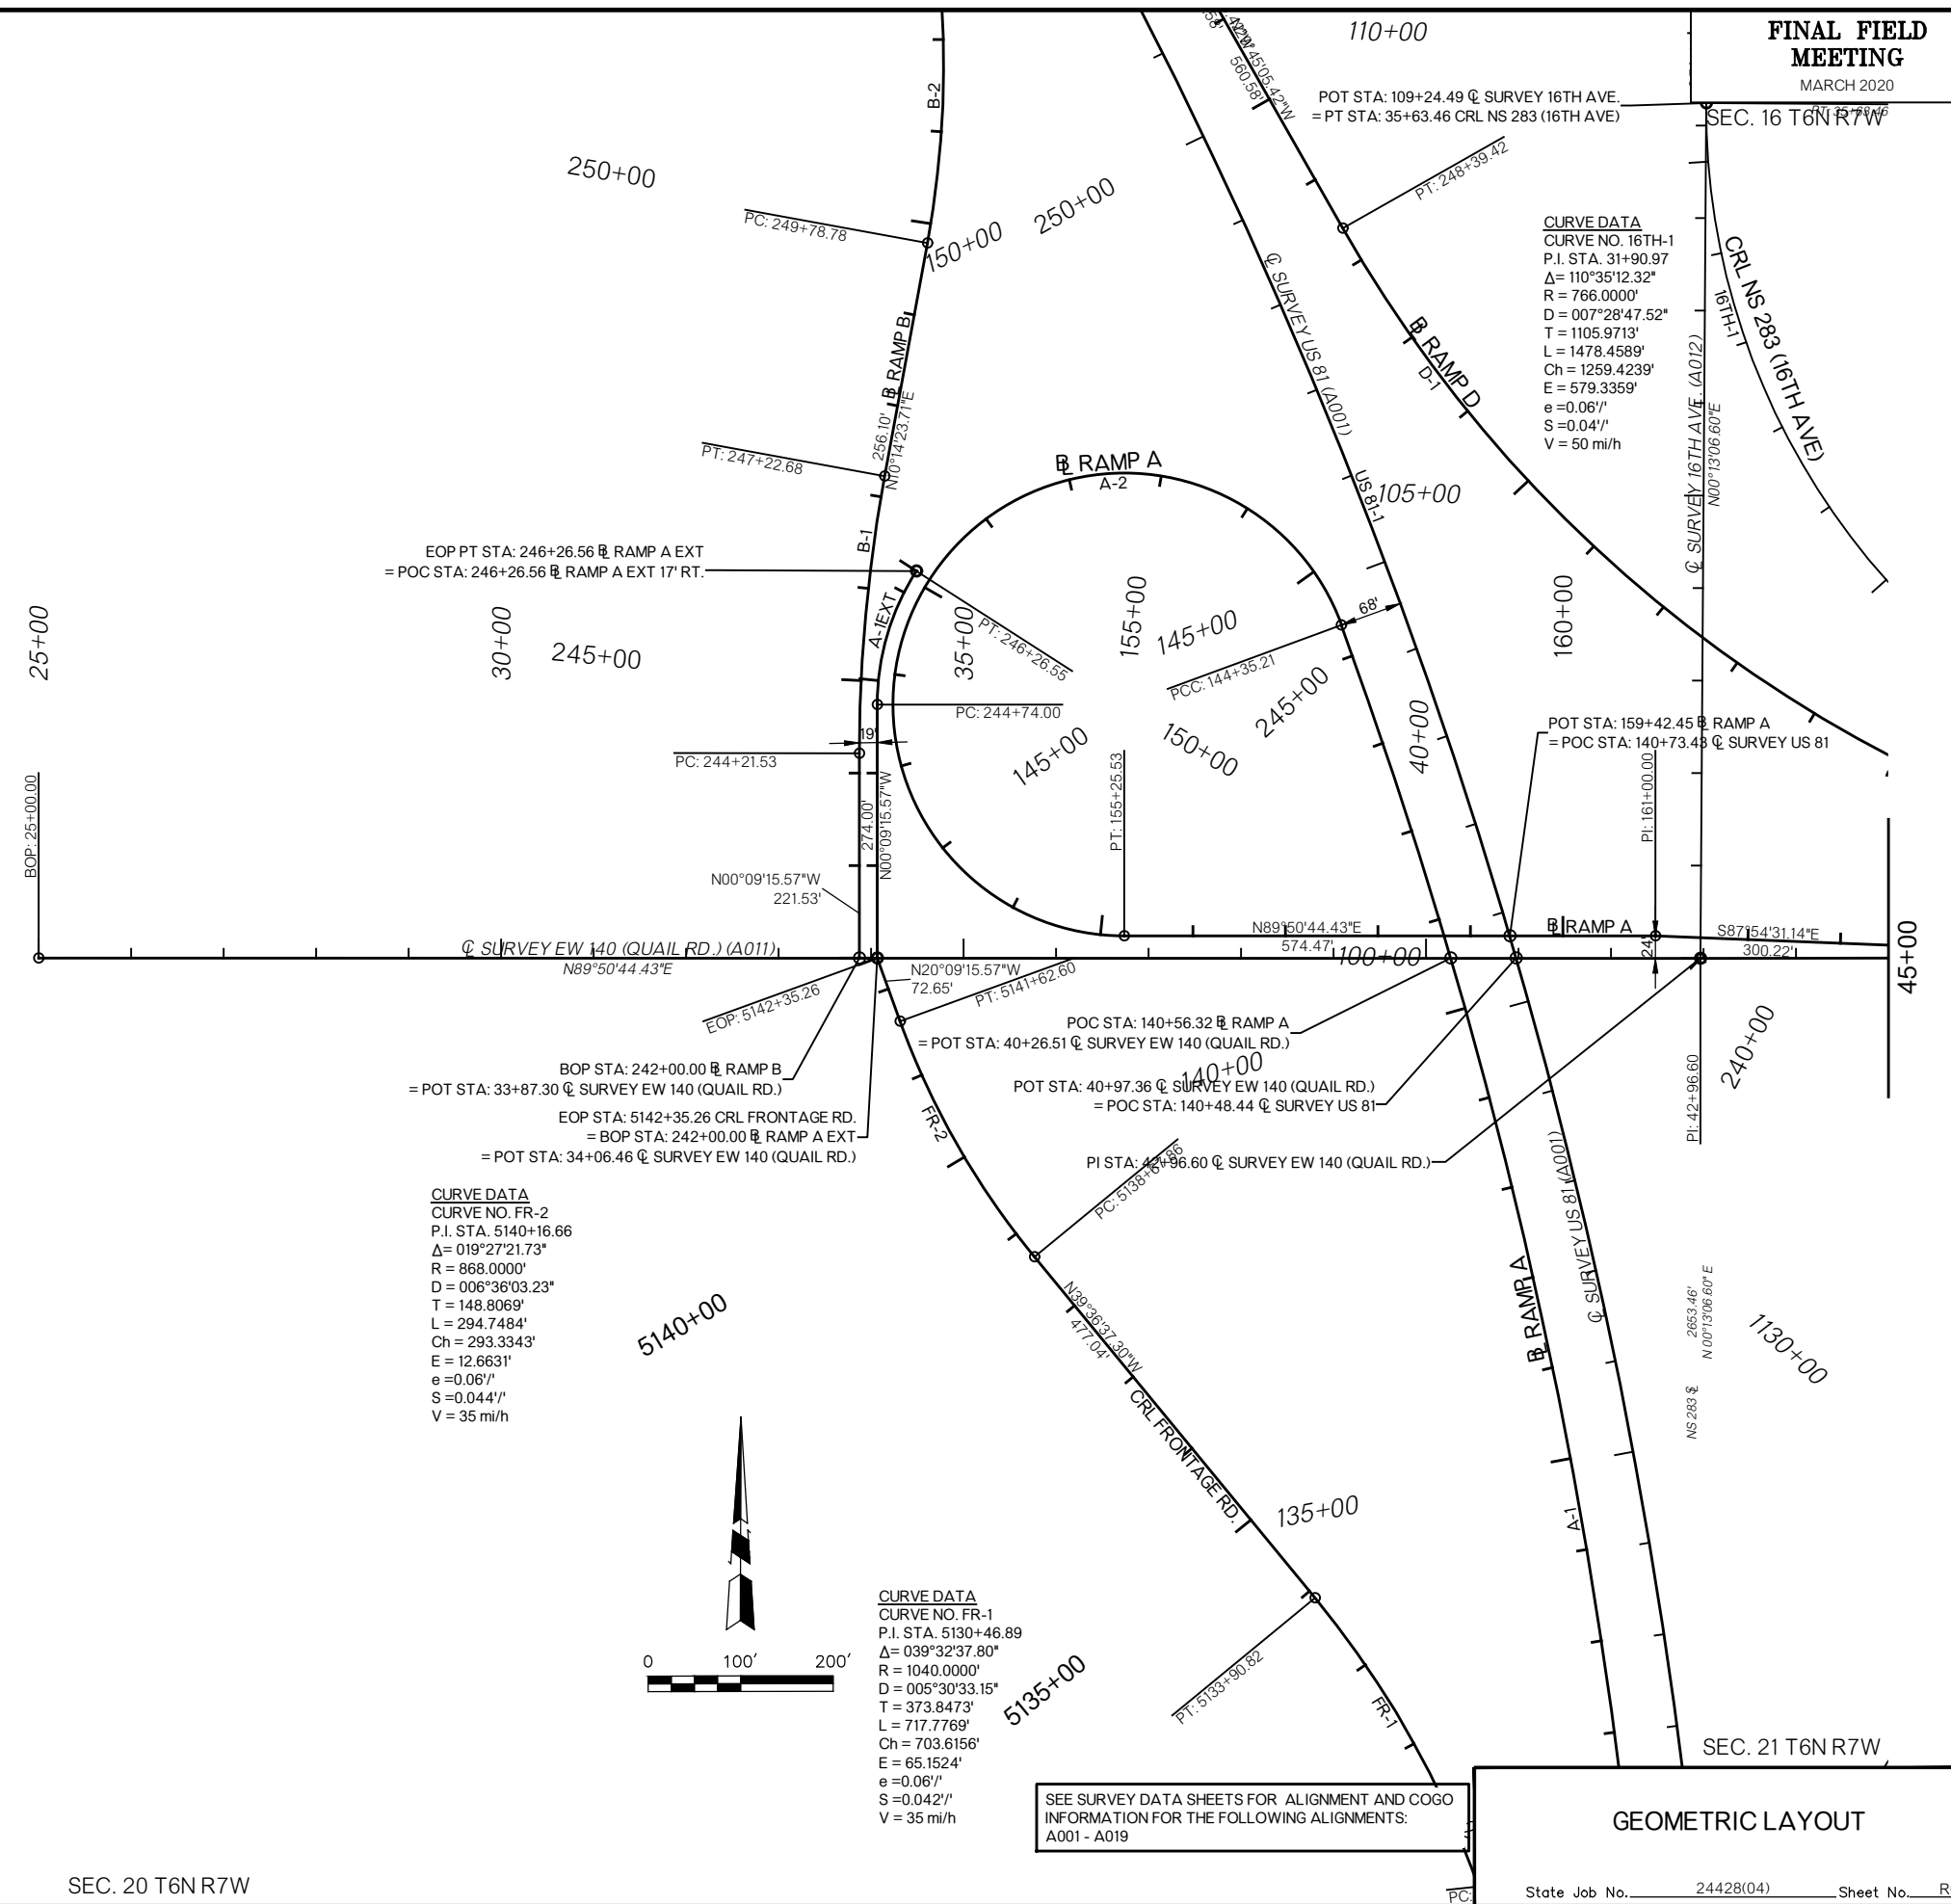 FINAL FIELD
MEETING
MARCH 2020
110+00
POT STA: 109+24.49 ℄ SURVEY 16TH AVE.
= PT STA: 35+63.46 CRL NS 283 (16TH AVE)
PT: 35+63.46
SEC. 16 T6N R7W
45'05.42"W
560.58'
B-2
250+00
PC: 249+78.78
150+00
250+00
PT: 248+39.42
CURVE DATA
CURVE NO. 16TH-1
P.I. STA. 31+90.97
Δ= 110°35'12.32"
R = 766.0000'
D = 007°28'47.52"
T = 1105.9713'
L = 1478.4589'
Ch = 1259.4239'
E = 579.3359'
e =0.06'/'
S =0.04'/'
V = 50 mi/h
CRL NS 283 (16TH AVE)
16TH-1
℄ SURVEY 16TH AVE. (A012)
N00°13'06.60"E
℄ SURVEY US 81 (A001)
US 81-1
105+00
BL RAMP D
D-1
BL RAMP B
256.10'
N10°14'23.71"E
PT: 247+22.68
B-1
BL RAMP A
A-2
EOP PT STA: 246+26.56 BL RAMP A EXT
= POC STA: 246+26.56 BL RAMP A EXT 17' RT.
A-1EXT
PT: 246+26.55
25+00
30+00
245+00
35+00
155+00
145+00
68'
PCC: 144+35.21
245+00
160+00
PC: 244+74.00
19'
PC: 244+21.53
145+00
150+00
40+00
POT STA: 159+42.45 BL RAMP A
= POC STA: 140+73.43 ℄ SURVEY US 81
BOP: 25+00.00
274.00'
N00°09'15.57"W
PT: 155+25.53
PI: 161+00.00
N00°09'15.57"W
221.53'
℄ SURVEY EW 140 (QUAIL RD.) (A011)
N89°50'44.43"E
N89°50'44.43"E
574.47'
BL RAMP A
24'
S87°54'31.14"E
300.22'
45+00
100+00
N20°09'15.57"W
72.65'
EOP: 5142+35.26
PT: 5141+62.60
POC STA: 140+56.32 BL RAMP A
= POT STA: 40+26.51 ℄ SURVEY EW 140 (QUAIL RD.)
140+00
240+00
BOP STA: 242+00.00 BL RAMP B
= POT STA: 33+87.30 ℄ SURVEY EW 140 (QUAIL RD.)
POT STA: 40+97.36 ℄ SURVEY EW 140 (QUAIL RD.)
= POC STA: 140+48.44 ℄ SURVEY US 81
PI: 42+96.60
EOP STA: 5142+35.26 CRL FRONTAGE RD.
= BOP STA: 242+00.00 BL RAMP A EXT
= POT STA: 34+06.46 ℄ SURVEY EW 140 (QUAIL RD.)
FR-2
PI STA: 42+96.60 ℄ SURVEY EW 140 (QUAIL RD.)
PC: 5138+67.86
℄ SURVEY US 81 (A001)
CURVE DATA
CURVE NO. FR-2
P.I. STA. 5140+16.66
Δ= 019°27'21.73"
R = 868.0000'
D = 006°36'03.23"
T = 148.8069'
L = 294.7484'
Ch = 293.3343'
E = 12.6631'
e =0.06'/'
S =0.044'/'
V = 35 mi/h
5140+00
N39°36'37.30"W
477.04'
CRL FRONTAGE RD.
BL RAMP A
NS 283 ℄ 2653.46'
N 00°13'06.60" E
1130+00
A-1
135+00
0 100' 200'
CURVE DATA
CURVE NO. FR-1
P.I. STA. 5130+46.89
Δ= 039°32'37.80"
R = 1040.0000'
D = 005°30'33.15"
T = 373.8473'
L = 717.7769'
Ch = 703.6156'
E = 65.1524'
e =0.06'/'
S =0.042'/'
V = 35 mi/h
5135+00
PT: 5133+90.82
FR-1
SEC. 21 T6N R7W
SEE SURVEY DATA SHEETS FOR ALIGNMENT AND COGO
INFORMATION FOR THE FOLLOWING ALIGNMENTS:
A001 - A019
GEOMETRIC LAYOUT
SEC. 20 T6N R7W
PC:
State Job No. 24428(04) Sheet No. R